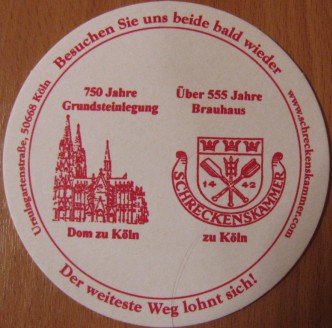 Besuchen Sie uns beide bald wieder
Ursulagartenstraße, 50668 Köln
www.schreckenskammer.com
750 Jahre
Grundsteinlegung
Über 555 Jahre
Brauhaus
14 42
SCHRECKENSKAMMER
Dom zu Köln
zu Köln
Der weiteste Weg lohnt sich!